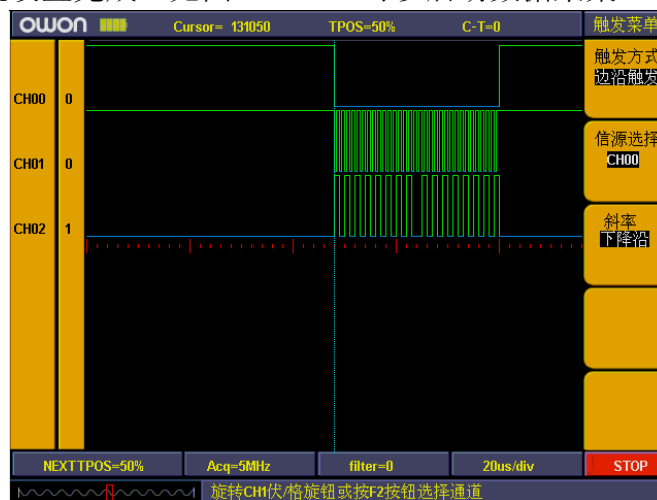 owon Cursor= 131050 TPOS=50% C-T=0 触发菜单
触发方式
边沿触发
CH00 0
信源选择
CH00
CH01 0
斜率
下降沿
CH02 1
NEXTTPOS=50% Acq=5MHz filter=0 20us/div STOP
旋转CH1伏/格旋钮或按F2按钮选择通道